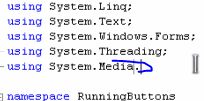 using System.Linq;
using System.Text;
using System.Windows.Forms;
using System.Threading;
using System.Media.
namespace RunningButtons